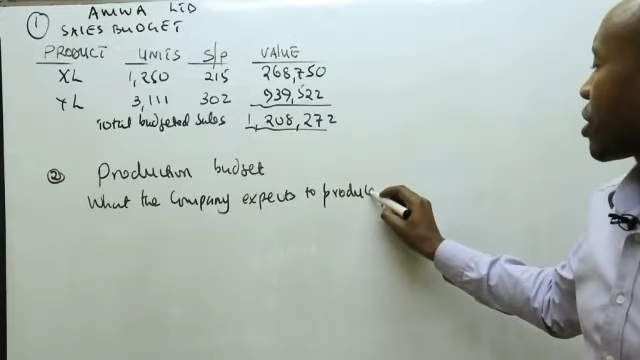 ① AMWA LTD
SALES BUDGET
PRODUCT UNITS S/P VALUE
XL 1,250 215 268,750
YL 3,111 302 939,522
Total budgeted sales 1,208,272
② Production budget
What the Company expects to produce